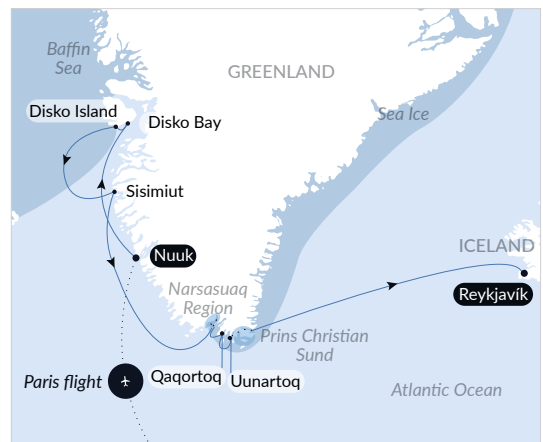 Baffin
Sea
GREENLAND
Disko Island
Disko Bay
Sea Ice
Sisimiut
Nuuk
ICELAND
Reykjavík
Narsasuaq
Region
Prins Christian
Sund
Qaqortoq
Uunartoq
Paris flight
Atlantic Ocean